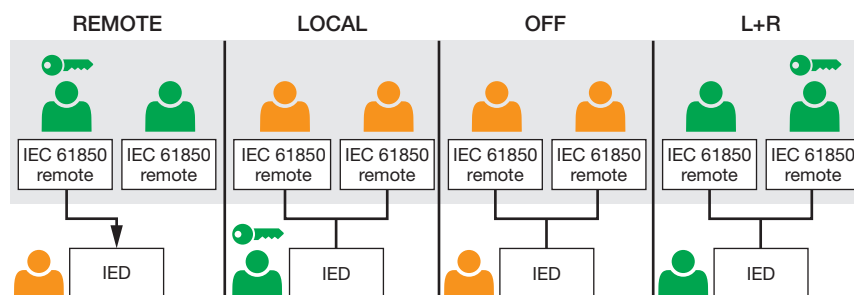 REMOTE LOCAL OFF L+R
IEC 61850 IEC 61850 IEC 61850 IEC 61850 IEC 61850 IEC 61850 IEC 61850 IEC 61850
remote remote remote remote remote remote remote remote
IED IED IED IED